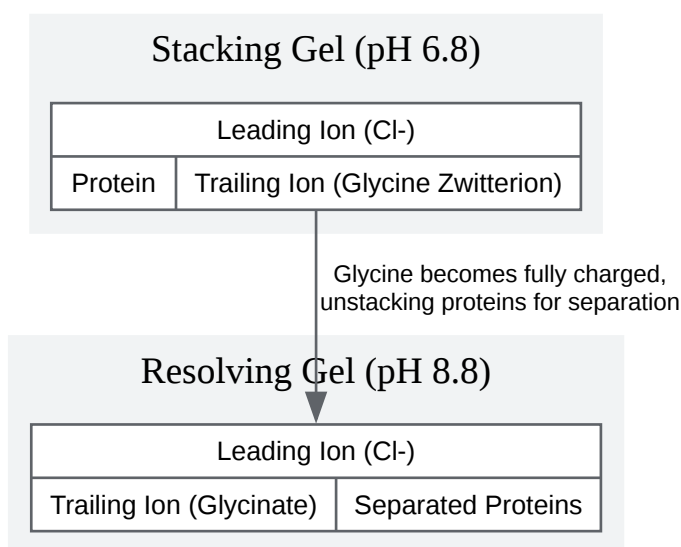 Stacking Gel (pH 6.8)
Leading Ion (Cl-)
Protein
Trailing Ion (Glycine Zwitterion)
Glycine becomes fully charged,
unstacking proteins for separation
Resolving Gel (pH 8.8)
Leading Ion (Cl-)
Trailing Ion (Glycinate)
Separated Proteins